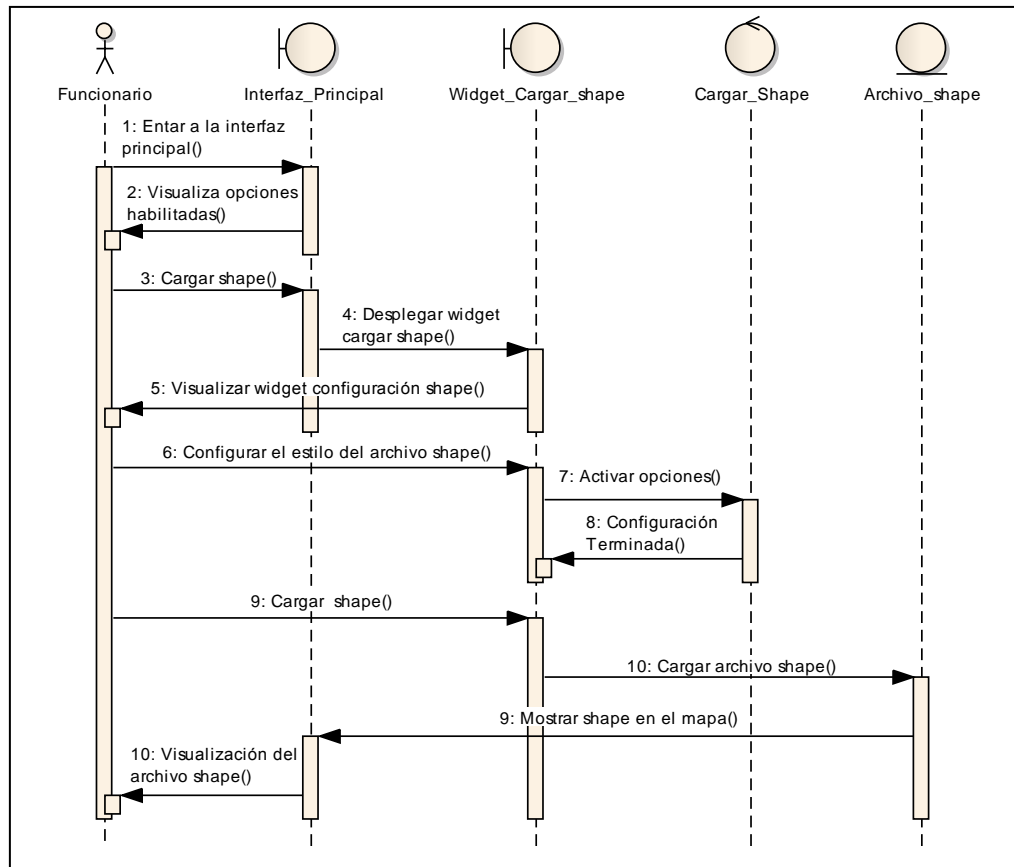 Funcionario
Interfaz_Principal
Widget_Cargar_shape
Cargar_Shape
Archivo_shape
1: Entar a la interfaz
principal()
2: Visualiza opciones
habilitadas()
3: Cargar shape()
4: Desplegar widget
cargar shape()
5: Visualizar widget configuración shape()
6: Configurar el estilo del archivo shape()
7: Activar opciones()
8: Configuración
Terminada()
9: Cargar shape()
10: Cargar archivo shape()
9: Mostrar shape en el mapa()
10: Visualización del
archivo shape()